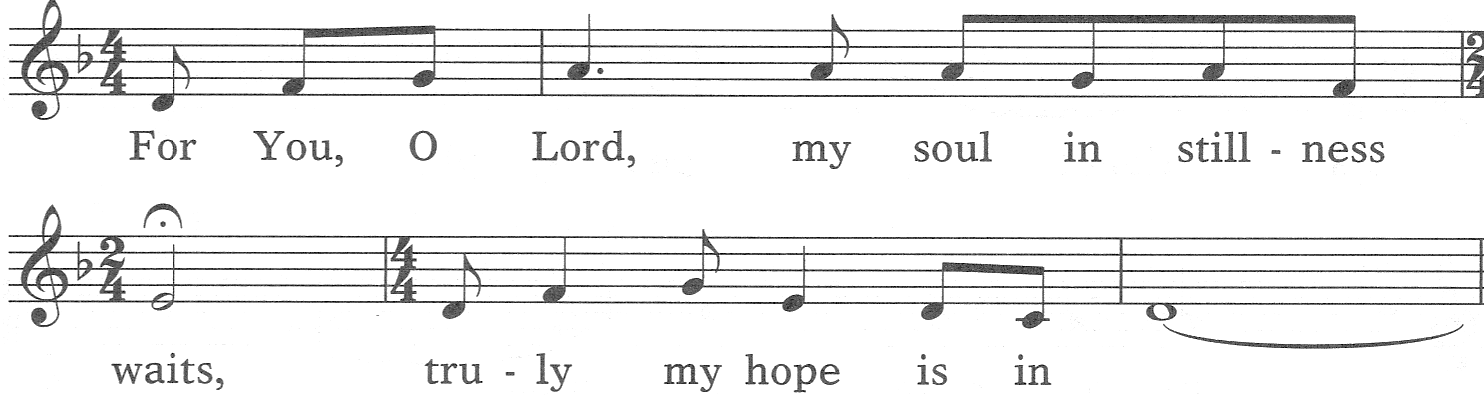 For You, O Lord, my soul in still - ness
waits, tru - ly my hope is in